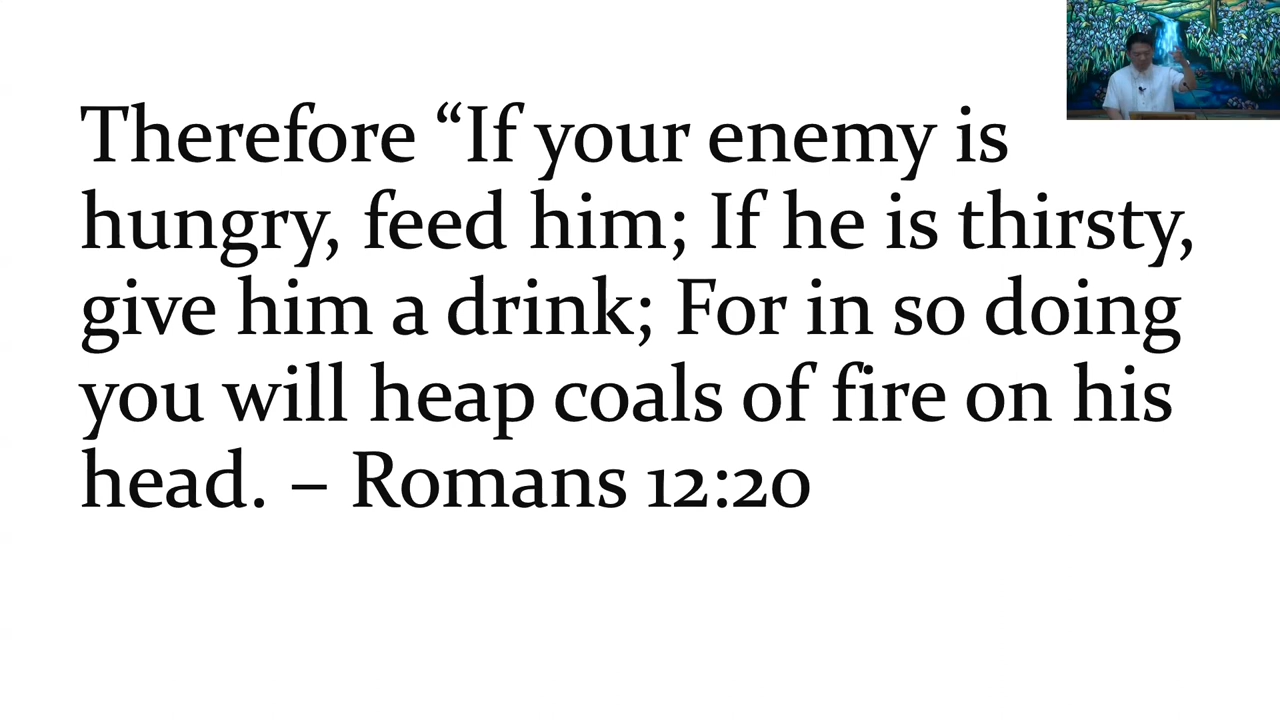 Therefore “If your enemy is
hungry, feed him; If he is thirsty,
give him a drink; For in so doing
you will heap coals of fire on his
head. – Romans 12:20